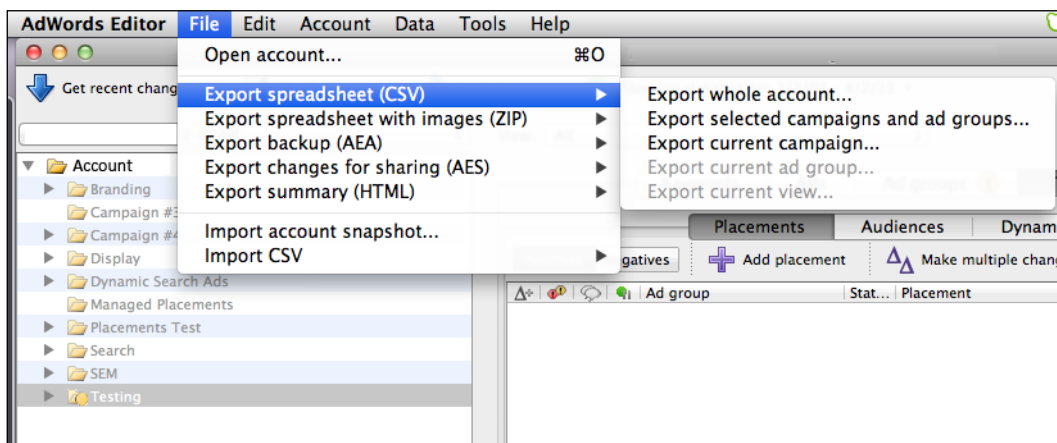 AdWords Editor File Edit Account Data Tools Help
Open account... ⌘O
Get recent chang
Export spreadsheet (CSV)
Export spreadsheet with images (ZIP)
Export backup (AEA)
Export changes for sharing (AES)
Export summary (HTML)
Import account snapshot...
Import CSV
Export whole account...
Export selected campaigns and ad groups...
Export current campaign...
Export current ad group...
Export current view...
Account
Branding
Campaign #3
Campaign #4
Display
Dynamic Search Ads
Managed Placements
Placements Test
Search
SEM
Testing
Ad groups
Placements Audiences Dynam
gatives Add placement Make multiple chang
Ad group Stat... Placement